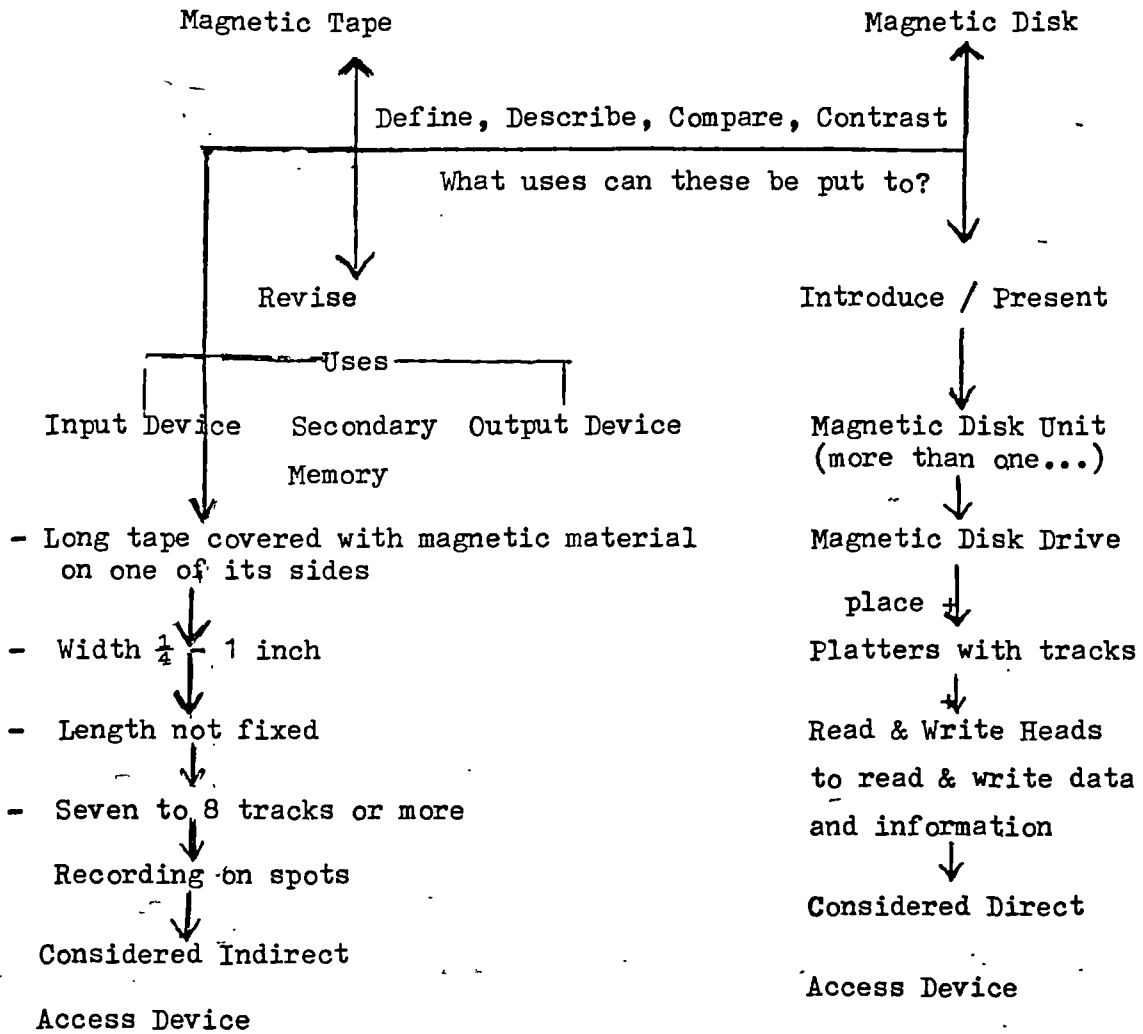 Magnetic Tape
Magnetic Disk
Define, Describe, Compare, Contrast
What uses can these be put to?
Revise
Introduce / Present
Uses
Input Device Secondary Output Device
Memory
Magnetic Disk Unit
(more than one...)
- Long tape covered with magnetic material
on one of its sides
Magnetic Disk Drive
place +
- Width ¼ - 1 inch
Platters with tracks
+
- Length not fixed
Read & Write Heads
to read & write data
and information
- Seven to 8 tracks or more
Recording on spots
Considered Direct
Access Device
Considered Indirect
Access Device